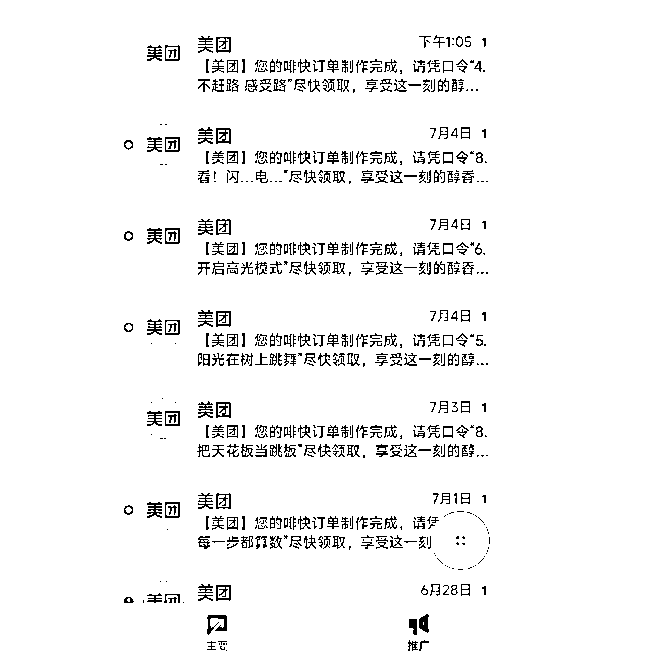 美团
美团 下午1:05 1
【美团】您的啡快订单制作完成，请凭口令“4.
不赶路 感受路”尽快领取，享受这一刻的醇...
美团
美团 7月4日 1
【美团】您的啡快订单制作完成，请凭口令“8.
看！闪...电...”尽快领取，享受这一刻的醇香...
美团
美团 7月4日 1
【美团】您的啡快订单制作完成，请凭口令“6.
开启高光模式”尽快领取，享受这一刻的醇香...
美团
美团 7月4日 1
【美团】您的啡快订单制作完成，请凭口令“5.
阳光在树上跳舞”尽快领取，享受这一刻的醇...
美团
美团 7月3日 1
【美团】您的啡快订单制作完成，请凭口令“8.
把天花板当跳板”尽快领取，享受这一刻的醇...
美团
美团 7月1日 1
【美团】您的啡快订单制作完成，请凭
每一步都算数”尽快领取，享受这一刻
美团
美团 6月28日 1
主要
推广